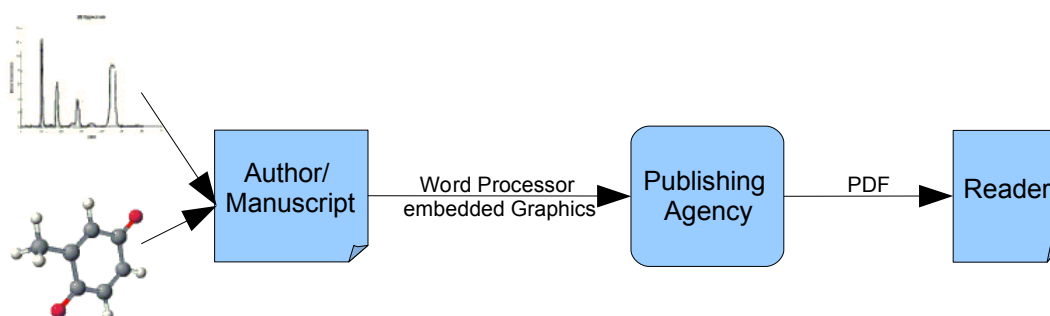 Author/
Manuscript
Word Processor
embedded Graphics
Publishing
Agency
PDF
Reader